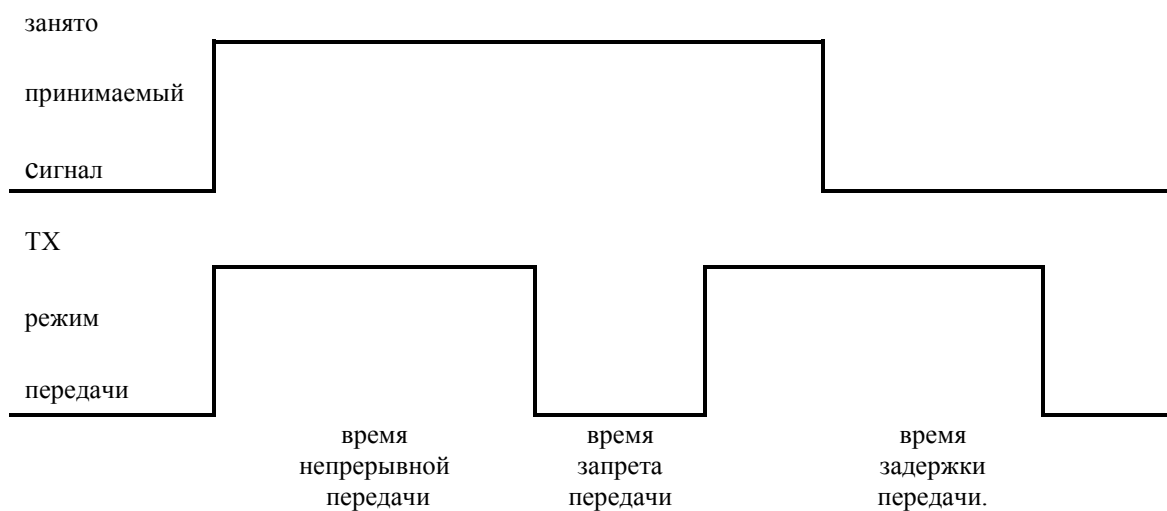 занято
принимаемый
сигнал
TX
режим
передачи
время
непрерывной
передачи
время
запрета
передачи
время
задержки
передачи.